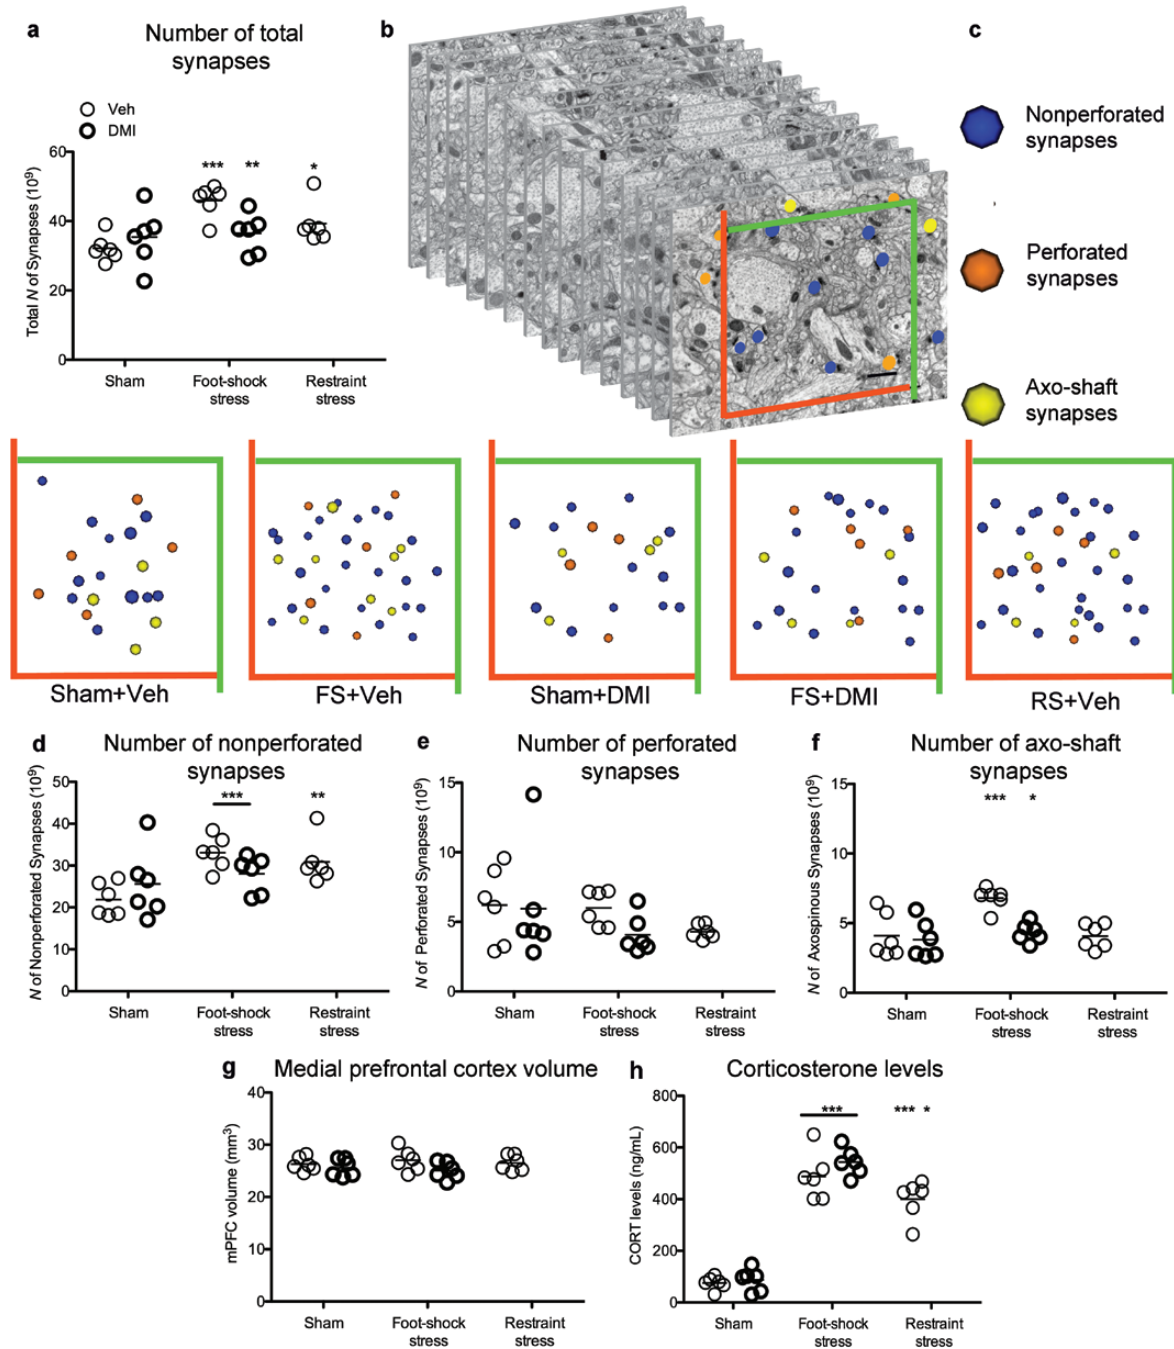 a
Number of total
synapses
Veh
DMI
Total N of Synapses (10⁹)
60
40
20
0
***
**
*
Sham
Foot-shock
stress
Restraint
stress
b
c
Nonperforated
synapses
Perforated
synapses
Axo-shaft
synapses
Sham+Veh
FS+Veh
Sham+DMI
FS+DMI
RS+Veh
d
Number of nonperforated
synapses
N of Nonperforated Synapses (10⁹)
50
40
30
20
10
0
***
**
Sham
Foot-shock
stress
Restraint
stress
e
Number of perforated
synapses
N of Perforated Synapses (10⁹)
15
10
5
0
Sham
Foot-shock
stress
Restraint
stress
f
Number of axo-shaft
synapses
N of Axospinous Synapses (10⁹)
15
10
5
0
***
*
Sham
Foot-shock
stress
Restraint
stress
g
Medial prefrontal cortex volume
mPFC volume (mm³)
40
30
20
10
0
Sham
Foot-shock
stress
Restraint
stress
h
Corticosterone levels
CORT levels (ng/mL)
800
600
400
200
0
***
*** *
Sham
Foot-shock
stress
Restraint
stress